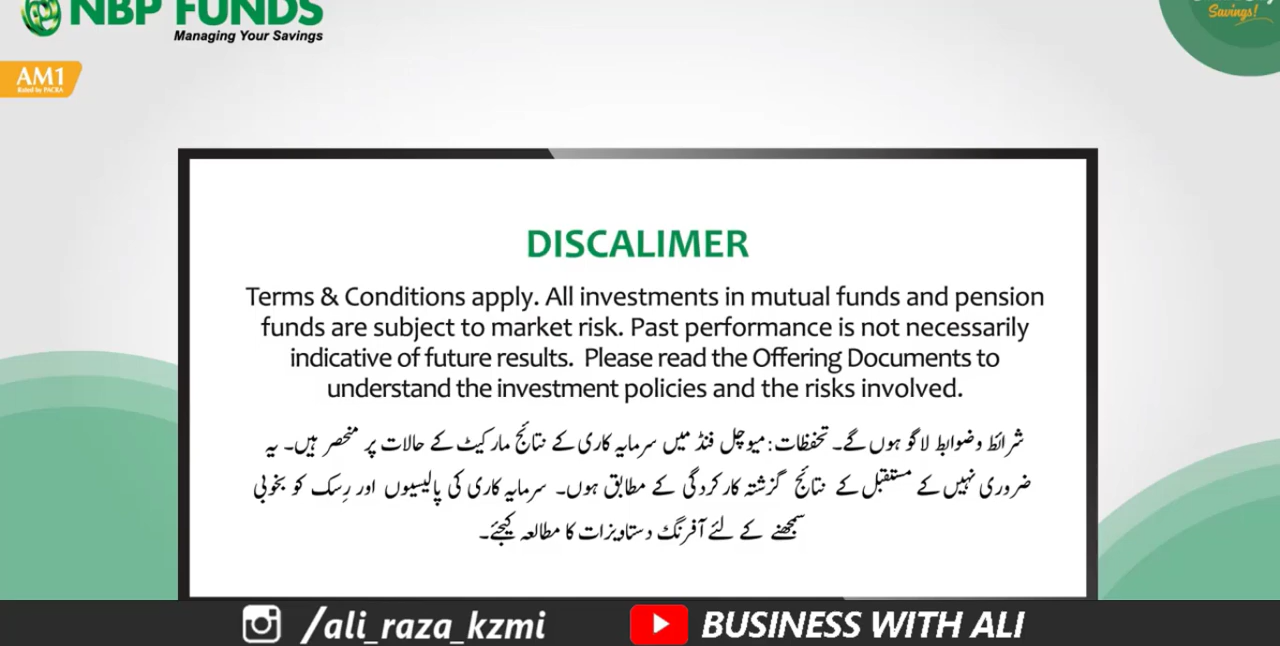 NBP FUNDS
Managing Your Savings
Savings!
AM1
Rated by PACRA
DISCALIMER
Terms & Conditions apply. All investments in mutual funds and pension
funds are subject to market risk. Past performance is not necessarily
indicative of future results. Please read the Offering Documents to
understand the investment policies and the risks involved.
شرائط وضوابط لاگو ہوں گے۔ تحفظات: میوچل فنڈ میں سرمایہ کاری کے نتائج مارکیٹ کے حالات پر منحصر ہیں۔ یہ
ضروری نہیں کے مستقبل کے نتائج گزشتہ کارکردگی کے مطابق ہوں۔ سرمایہ کاری کی پالیسیوں اور رِسک کو بخوبی
سمجھنے کے لئے آفرنگ دستاویزات کا مطالعہ کیجئے۔
/ali_raza_kzmi
BUSINESS WITH ALI